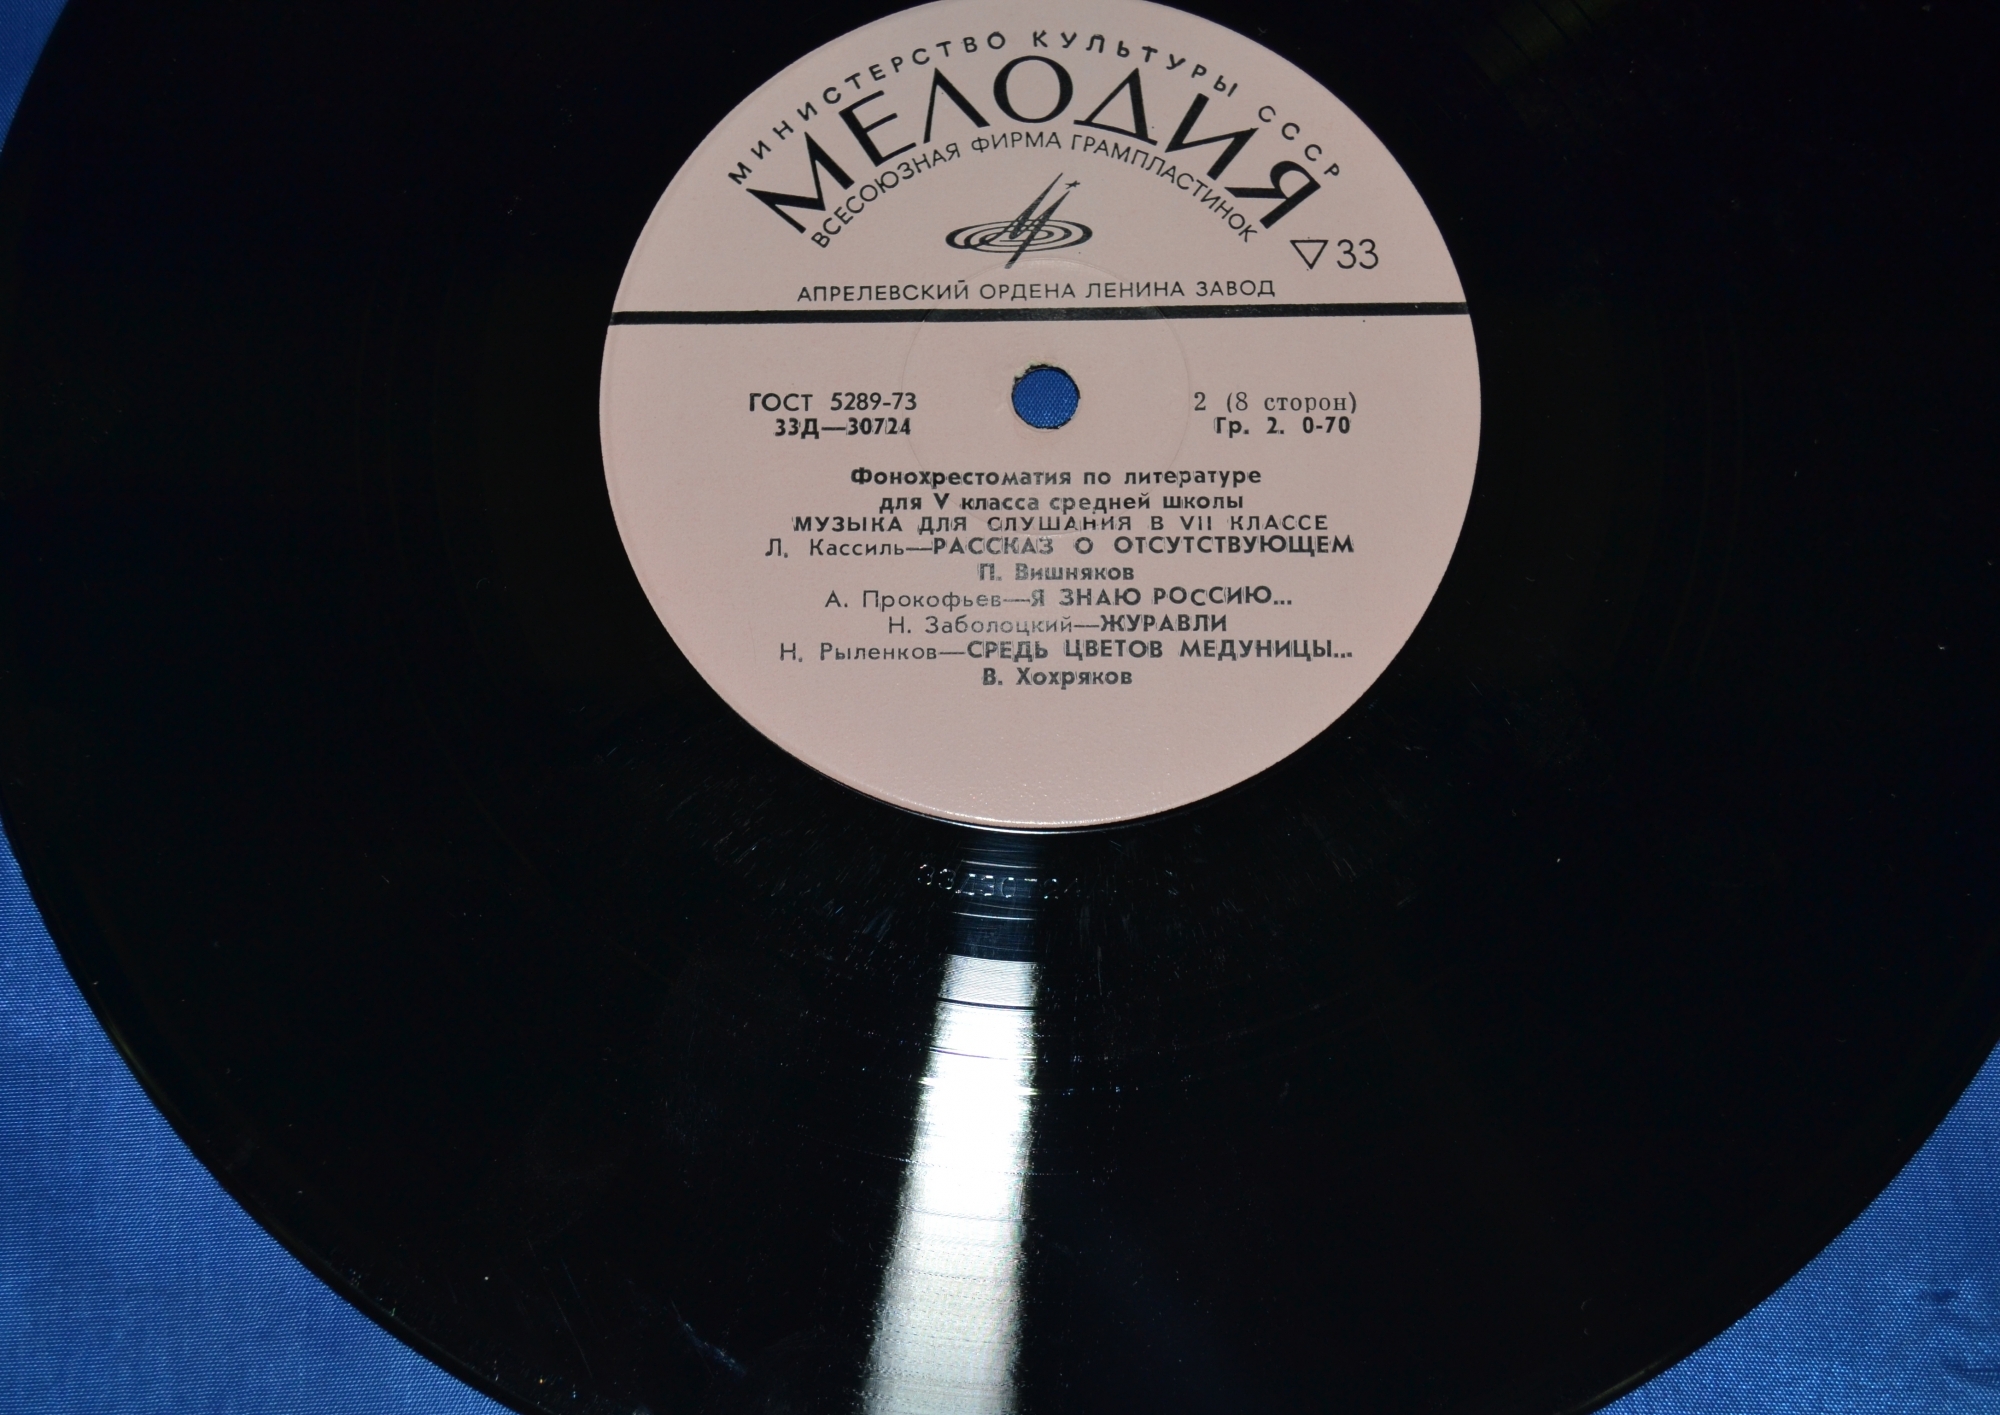 МИНИСТЕРСТВО КУЛЬТУРЫ СССР
МЕЛОДИЯ
ВСЕСОЮЗНАЯ ФИРМА ГРАМПЛАСТИНОК
▽33
АПРЕЛЕВСКИЙ ОРДЕНА ЛЕНИНА ЗАВОД
ГОСТ 5289-73
33Д—30724
2 (8 сторон)
Гр. 2. 0-70
Фонохрестоматия по литературе
для V класса средней школы
МУЗЫКА ДЛЯ СЛУШАНИЯ В VII КЛАССЕ
Л. Кассиль—РАССКАЗ О ОТСУТСТВУЮЩЕМ
П. Вишняков
А. Прокофьев—Я ЗНАЮ РОССИЮ...
Н. Заболоцкий—ЖУРАВЛИ
Н. Рыленков—СРЕДЬ ЦВЕТОВ МЕДУНИЦЫ...
В. Хохряков
33Д30724